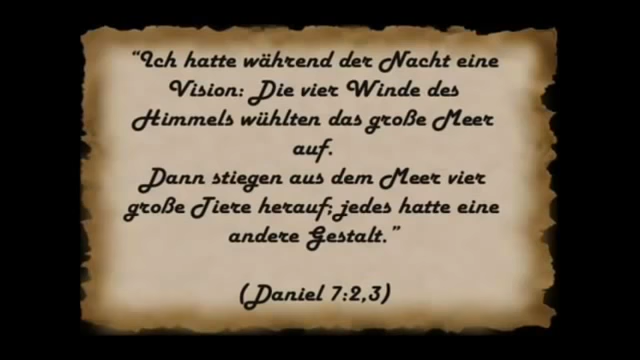 “Ich hatte während der Nacht eine
Vision: Die vier Winde des
Himmels wühlten das große Meer
auf.
Dann stiegen aus dem Meer vier
große Tiere herauf; jedes hatte eine
andere Gestalt.”
(Daniel 7:2,3)